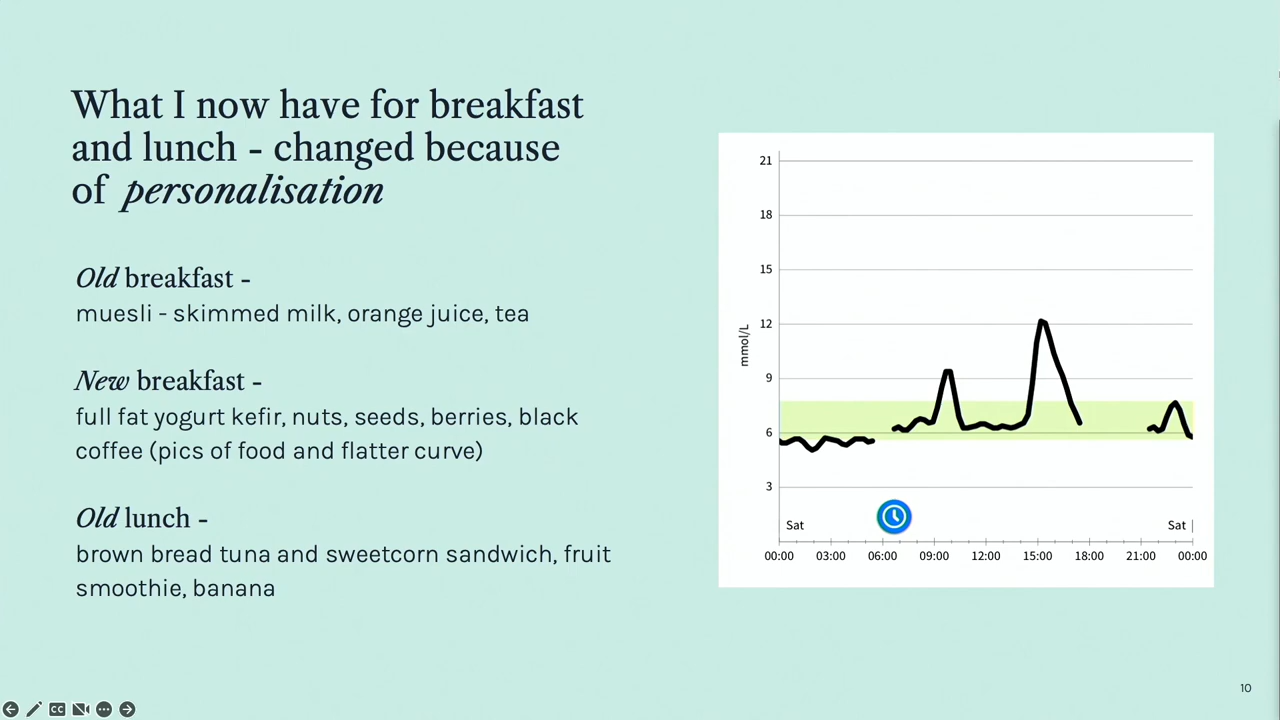 What I now have for breakfast
and lunch - changed because
of personalisation
Old breakfast -
muesli - skimmed milk, orange juice, tea
New breakfast -
full fat yogurt kefir, nuts, seeds, berries, black
coffee (pics of food and flatter curve)
Old lunch -
brown bread tuna and sweetcorn sandwich, fruit
smoothie, banana
21
18
15
12
9
6
3
mmol/L
Sat
Sat
00:00 03:00 06:00 09:00 12:00 15:00 18:00 21:00 00:00
10
CC